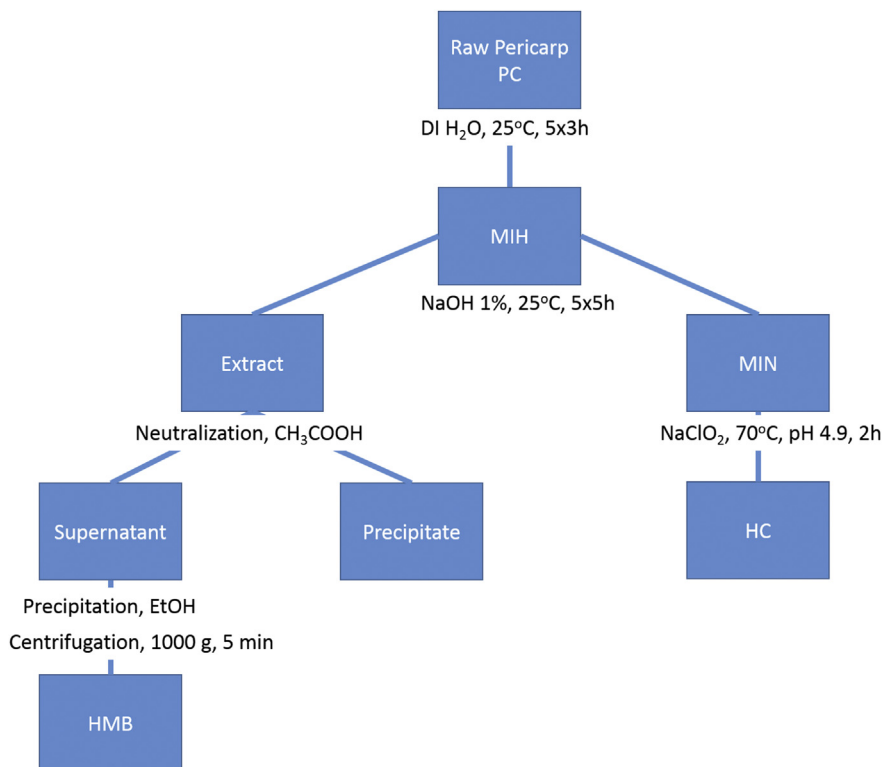 Raw Pericarp
PC
DI H₂O, 25°C, 5x3h
MIH
NaOH 1%, 25°C, 5x5h
Extract
MIN
Neutralization, CH₃COOH
NaClO₂, 70°C, pH 4.9, 2h
Supernatant
Precipitate
HC
Precipitation, EtOH
Centrifugation, 1000 g, 5 min
HMB